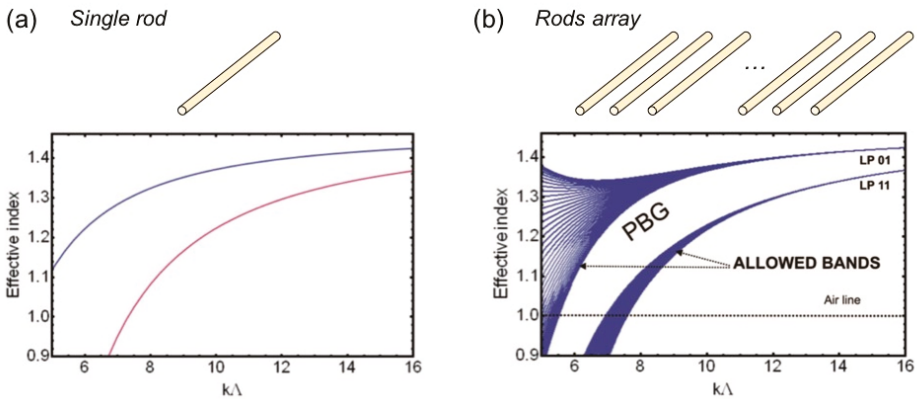 (a) Single rod
Effective index
1.4
1.3
1.2
1.1
1.0
0.9
6 8 10 12 14 16
kΛ
(b) Rods array
...
Effective index
1.4
1.3
1.2
1.1
1.0
0.9
LP 01
LP 11
PBG
ALLOWED BANDS
Air line
6 8 10 12 14 16
kΛ